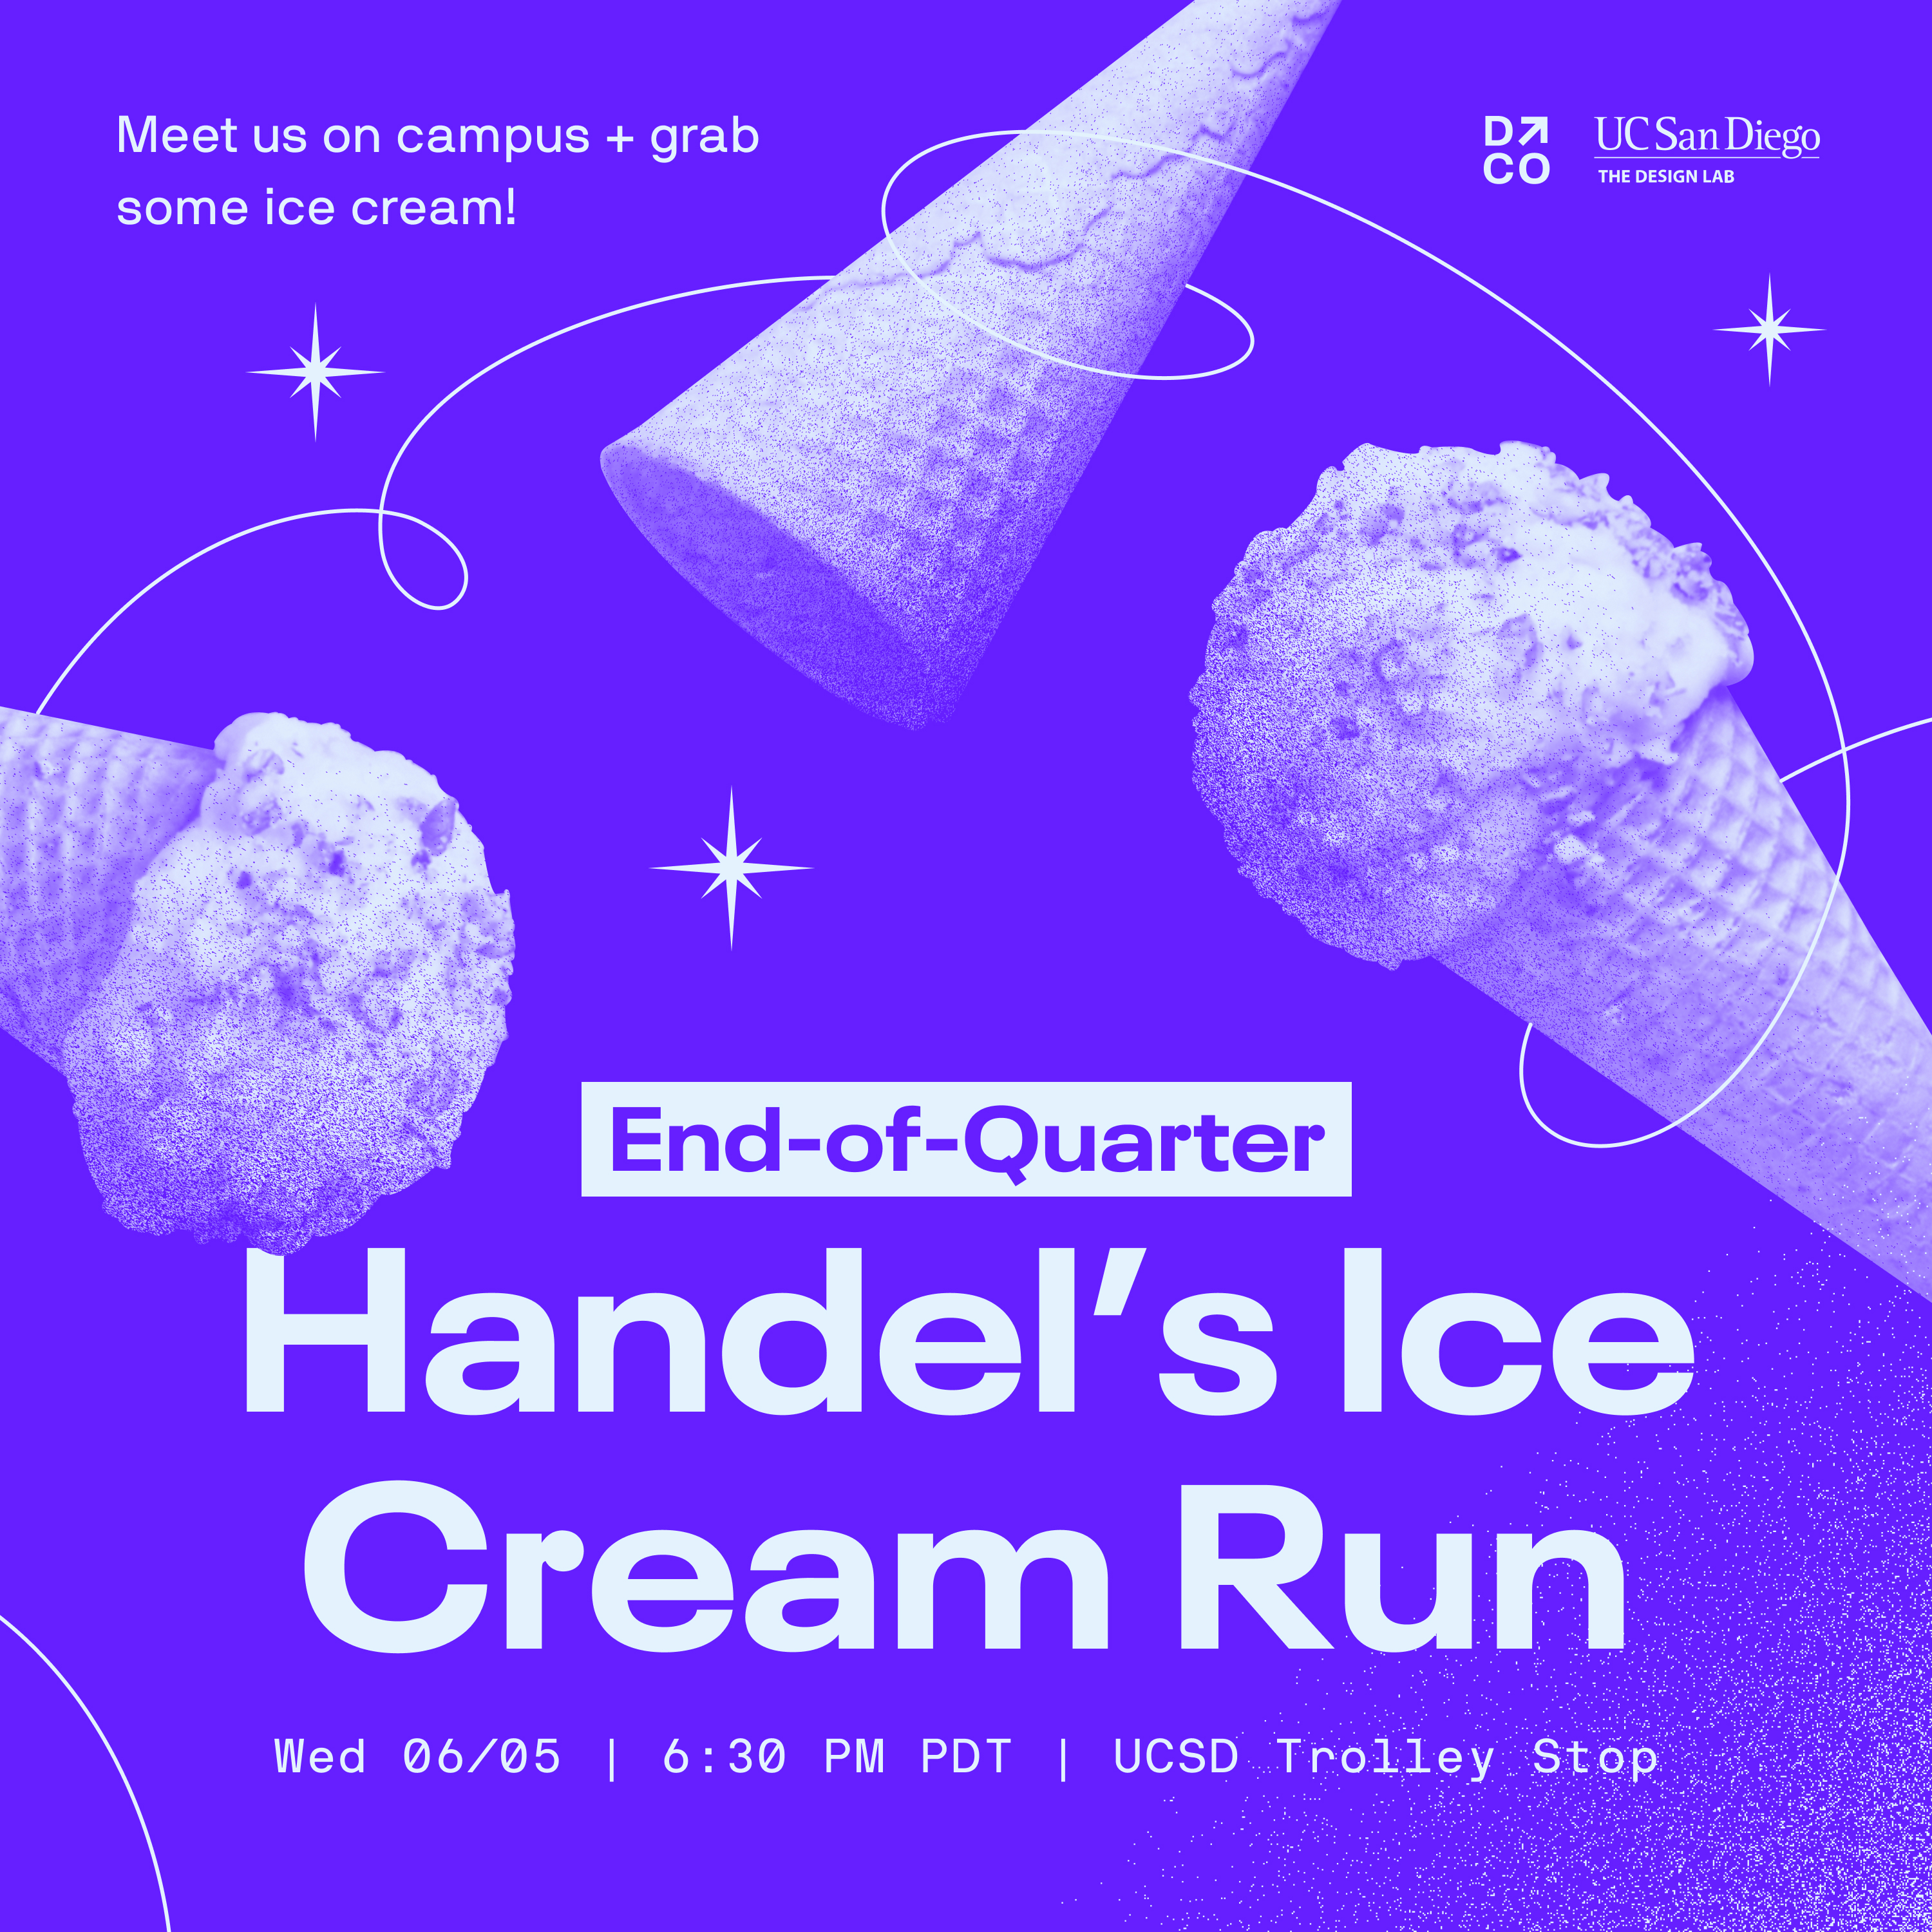 Meet us on campus + grab
some ice cream!
D↗
CO
UC San Diego
THE DESIGN LAB
End-of-Quarter
Handel’s Ice
Cream Run
Wed 06/05 | 6:30 PM PDT | UCSD Trolley Stop